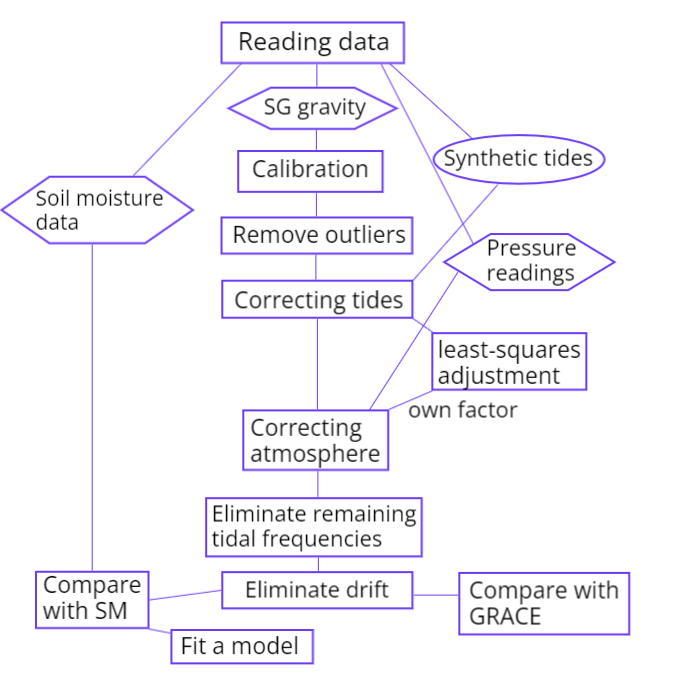 Reading data
SG gravity
Synthetic tides
Calibration
Soil moisture
data
Remove outliers
Pressure
readings
Correcting tides
least-squares
adjustment
own factor
Correcting
atmosphere
Eliminate remaining
tidal frequencies
Compare
with SM
Eliminate drift
Compare with
GRACE
Fit a model